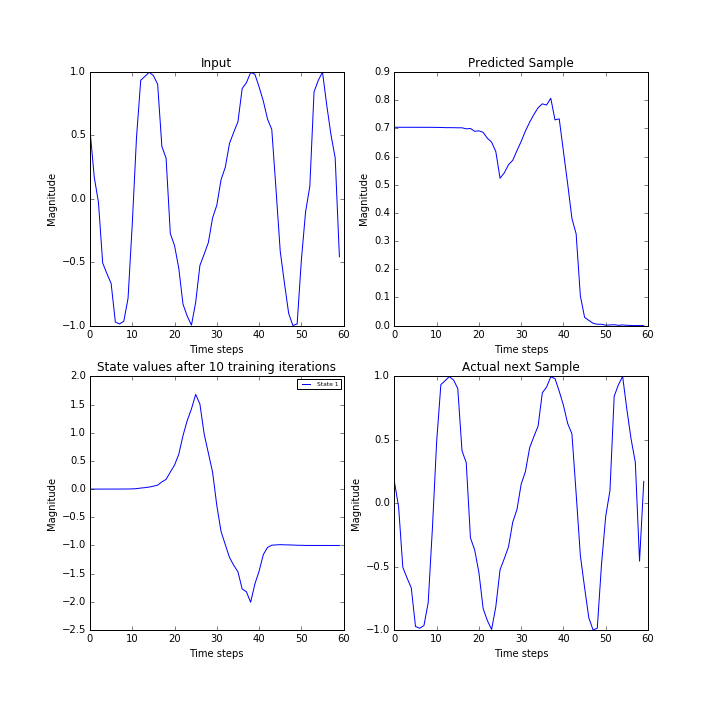 Input
Magnitude
1.0
0.5
0.0
−0.5
−1.0
0 10 20 30 40 50 60
Time steps
Predicted Sample
Magnitude
0.9
0.8
0.7
0.6
0.5
0.4
0.3
0.2
0.1
0.0
0 10 20 30 40 50 60
Time steps
State values after 10 training iterations
State 1
Magnitude
2.0
1.5
1.0
0.5
0.0
−0.5
−1.0
−1.5
−2.0
−2.5
0 10 20 30 40 50 60
Time steps
Actual next Sample
Magnitude
1.0
0.5
0.0
−0.5
−1.0
0 10 20 30 40 50 60
Time steps